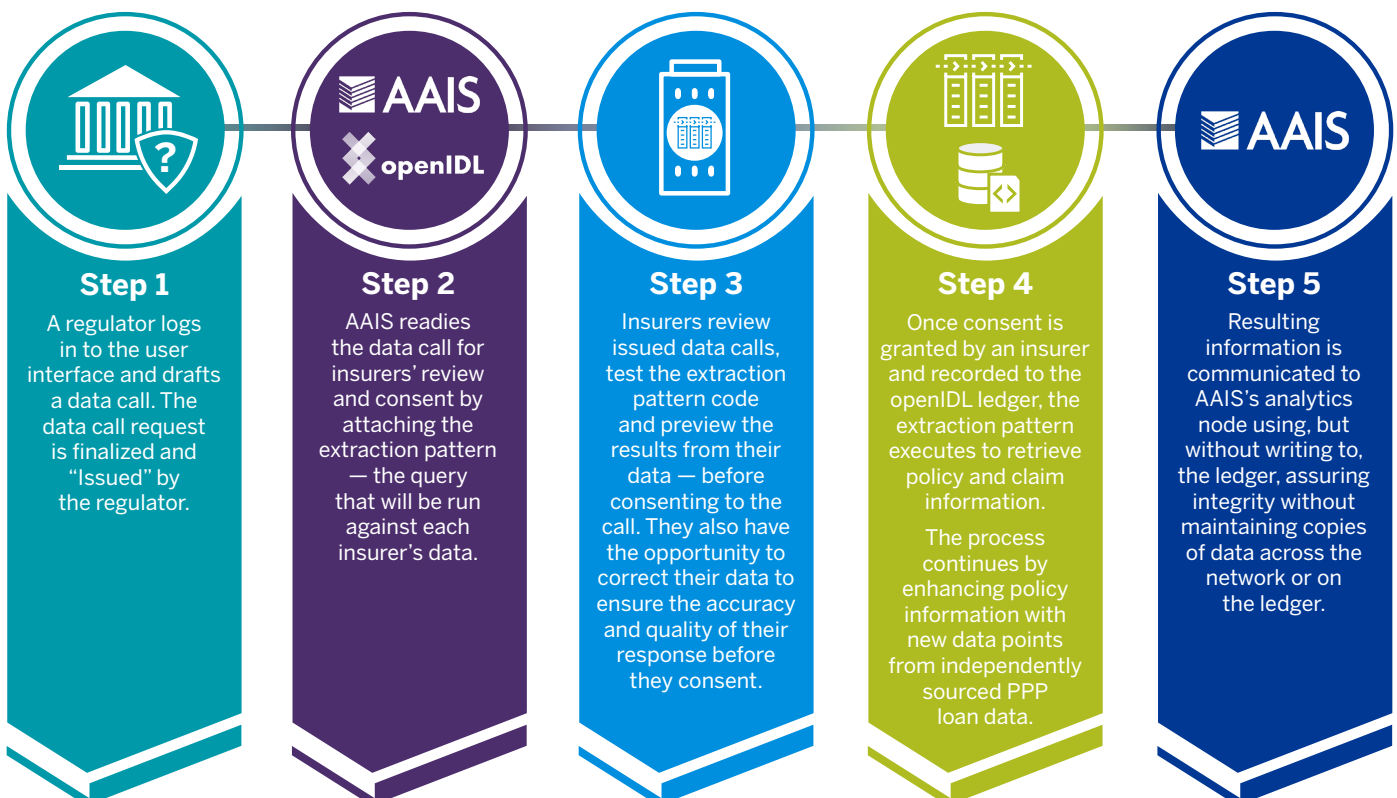 ?
AAIS
openIDL
AAIS
Step 1
A regulator logs
in to the user
interface and drafts
a data call. The
data call request
is finalized and
“Issued” by
the regulator.
Step 2
AAIS readies
the data call for
insurers’ review
and consent by
attaching the
extraction pattern
— the query
that will be run
against each
insurer’s data.
Step 3
Insurers review
issued data calls,
test the extraction
pattern code
and preview the
results from their
data — before
consenting to the
call. They also have
the opportunity to
correct their data to
ensure the accuracy
and quality of their
response before
they consent.
Step 4
Once consent is
granted by an insurer
and recorded to the
openIDL ledger, the
extraction pattern
executes to retrieve
policy and claim
information.
The process
continues by
enhancing policy
information with
new data points
from independently
sourced PPP
loan data.
Step 5
Resulting
information is
communicated to
AAIS’s analytics
node using, but
without writing to,
the ledger, assuring
integrity without
maintaining copies
of data across the
network or on
the ledger.